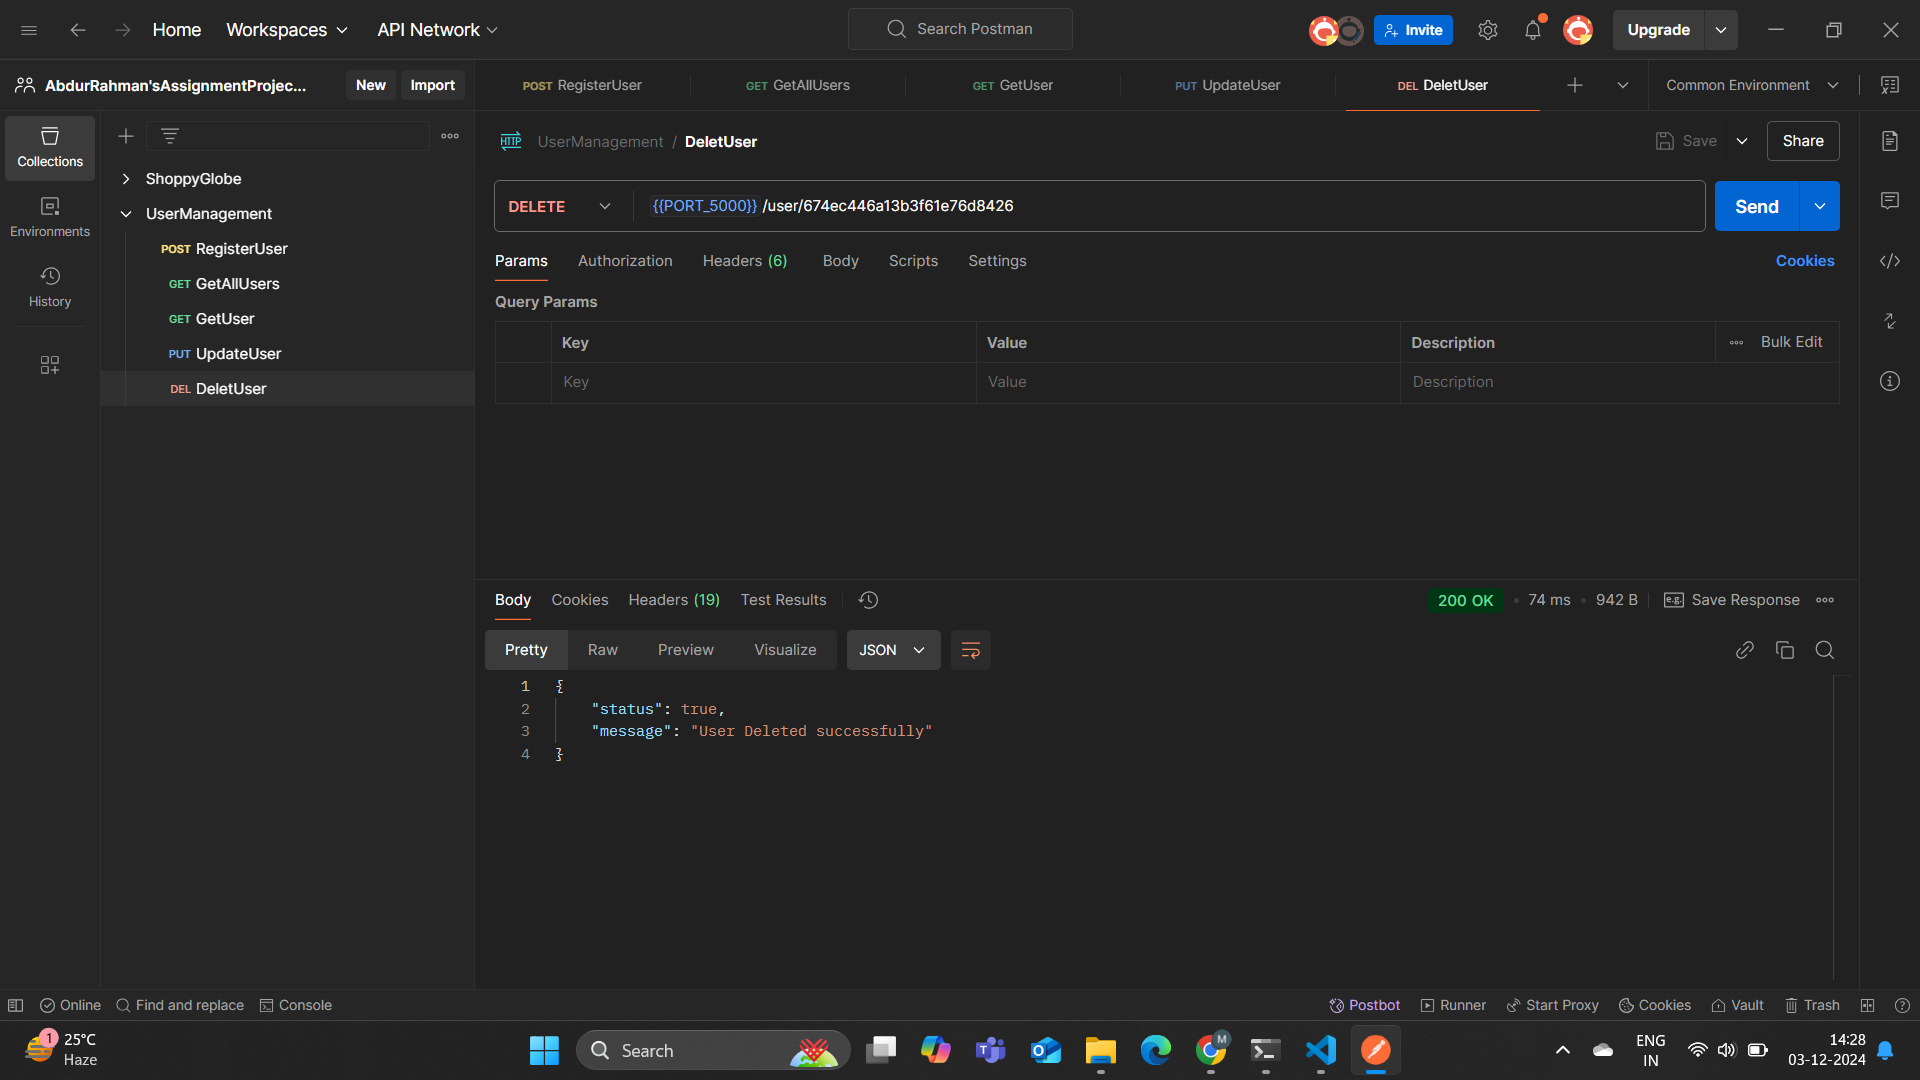 Home
Workspaces
API Network
Search Postman
Invite
Upgrade
AbdurRahman'sAssignmentProjec...
New
Import
POST RegisterUser
GET GetAllUsers
GET GetUser
PUT UpdateUser
DEL DeletUser
Common Environment
Collections
Environments
History
ShoppyGlobe
UserManagement
POST RegisterUser
GET GetAllUsers
GET GetUser
PUT UpdateUser
DEL DeletUser
HTTP UserManagement / DeletUser
Save
Share
DELETE
{{PORT_5000}} /user/674ec446a13b3f61e76d8426
Send
Params
Authorization
Headers (6)
Body
Scripts
Settings
Cookies
Query Params
Key
Value
Description
Bulk Edit
Key
Value
Description
Body
Cookies
Headers (19)
Test Results
200 OK
74 ms
942 B
e.g. Save Response
Pretty
Raw
Preview
Visualize
JSON
1 {
2 "status": true,
3 "message": "User Deleted successfully"
4 }
Online
Find and replace
Console
Postbot
Runner
Start Proxy
Cookies
Vault
Trash
1
25°C
Haze
Search
M
ENG
IN
14:28
03-12-2024